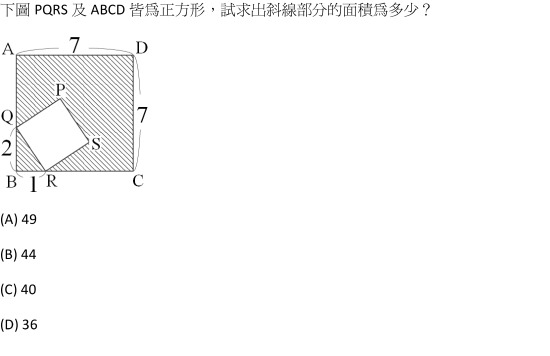 下圖 PQRS 及 ABCD 皆爲正方形，試求出斜線部分的面積爲多少？
A 7 D
P
Q 7
2 S
B 1 R C
(A) 49
(B) 44
(C) 40
(D) 36